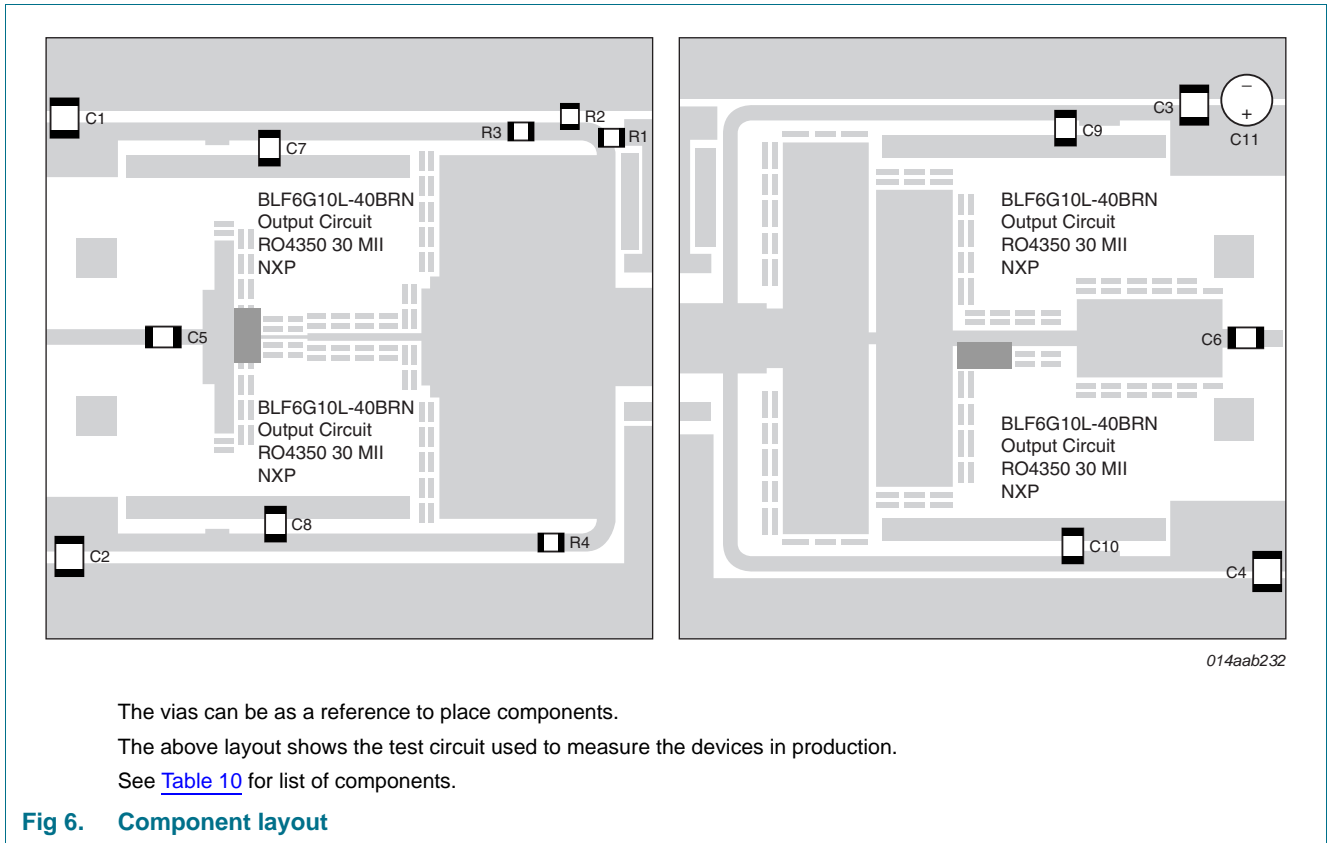 C1
R2
R3
R1
C7
BLF6G10L-40BRN
Output Circuit
RO4350 30 MII
NXP
C5
BLF6G10L-40BRN
Output Circuit
RO4350 30 MII
NXP
C8
R4
C2
C3
−
+
C11
C9
BLF6G10L-40BRN
Output Circuit
RO4350 30 MII
NXP
C6
BLF6G10L-40BRN
Output Circuit
RO4350 30 MII
NXP
C10
C4
014aab232
The vias can be as a reference to place components.
The above layout shows the test circuit used to measure the devices in production.
See Table 10 for list of components.
Fig 6. Component layout